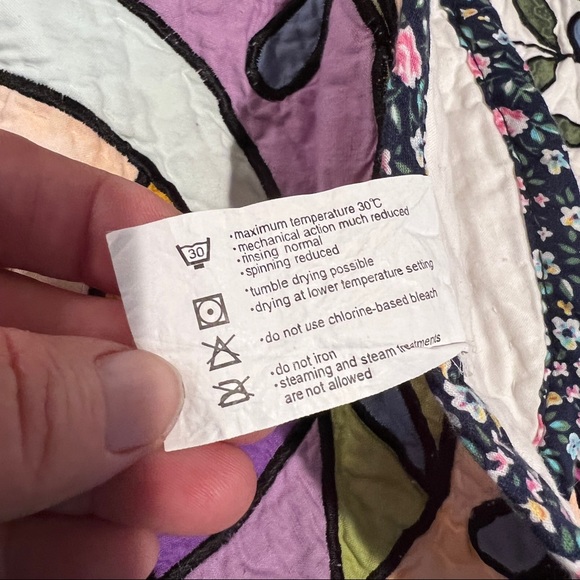 30
·maximum temperature 30℃
·mechanical action much reduced
·rinsing normal
·spinning reduced
·tumble drying possible
·drying at lower temperature setting
·do not use chlorine-based bleach
·do not iron
·steaming and steam treatments
are not allowed